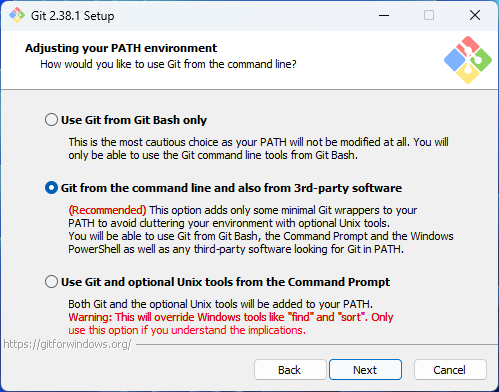 Git 2.38.1 Setup
Adjusting your PATH environment
How would you like to use Git from the command line?
Use Git from Git Bash only
This is the most cautious choice as your PATH will not be modified at all. You will
only be able to use the Git command line tools from Git Bash.
Git from the command line and also from 3rd-party software
(Recommended) This option adds only some minimal Git wrappers to your
PATH to avoid cluttering your environment with optional Unix tools.
You will be able to use Git from Git Bash, the Command Prompt and the Windows
PowerShell as well as any third-party software looking for Git in PATH.
Use Git and optional Unix tools from the Command Prompt
Both Git and the optional Unix tools will be added to your PATH.
Warning: This will override Windows tools like "find" and "sort". Only
use this option if you understand the implications.
https://gitforwindows.org/
Back Next Cancel